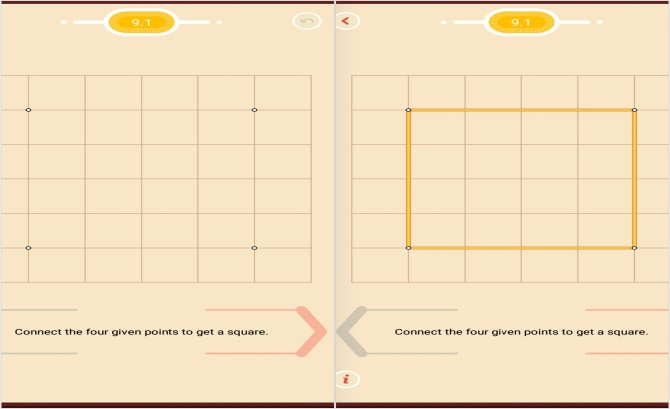 9.1
9.1
Connect the four given points to get a square.
Connect the four given points to get a square.
i